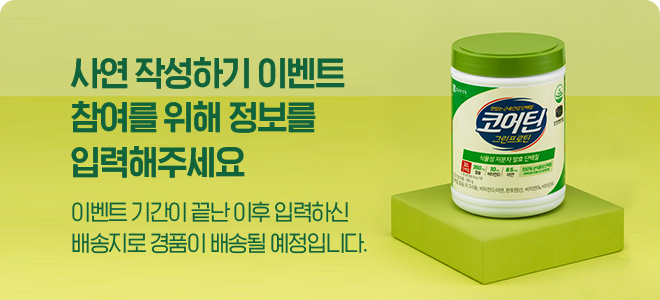 사연 작성하기 이벤트
참여를 위해 정보를
입력해주세요
이벤트 기간이 끝난 이후 입력하신
배송지로 경품이 배송될 예정입니다.
코어틴
그린프로틴
식물성 저분자 발효 단백질